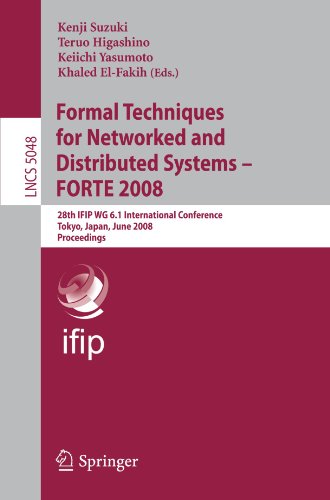 Kenji Suzuki
Teruo Higashino
Keiichi Yasumoto
Khaled El-Fakih (Eds.)
LNCS 5048
Formal Techniques
for Networked and
Distributed Systems –
FORTE 2008
28th IFIP WG 6.1 International Conference
Tokyo, Japan, June 2008
Proceedings
ifip
Springer